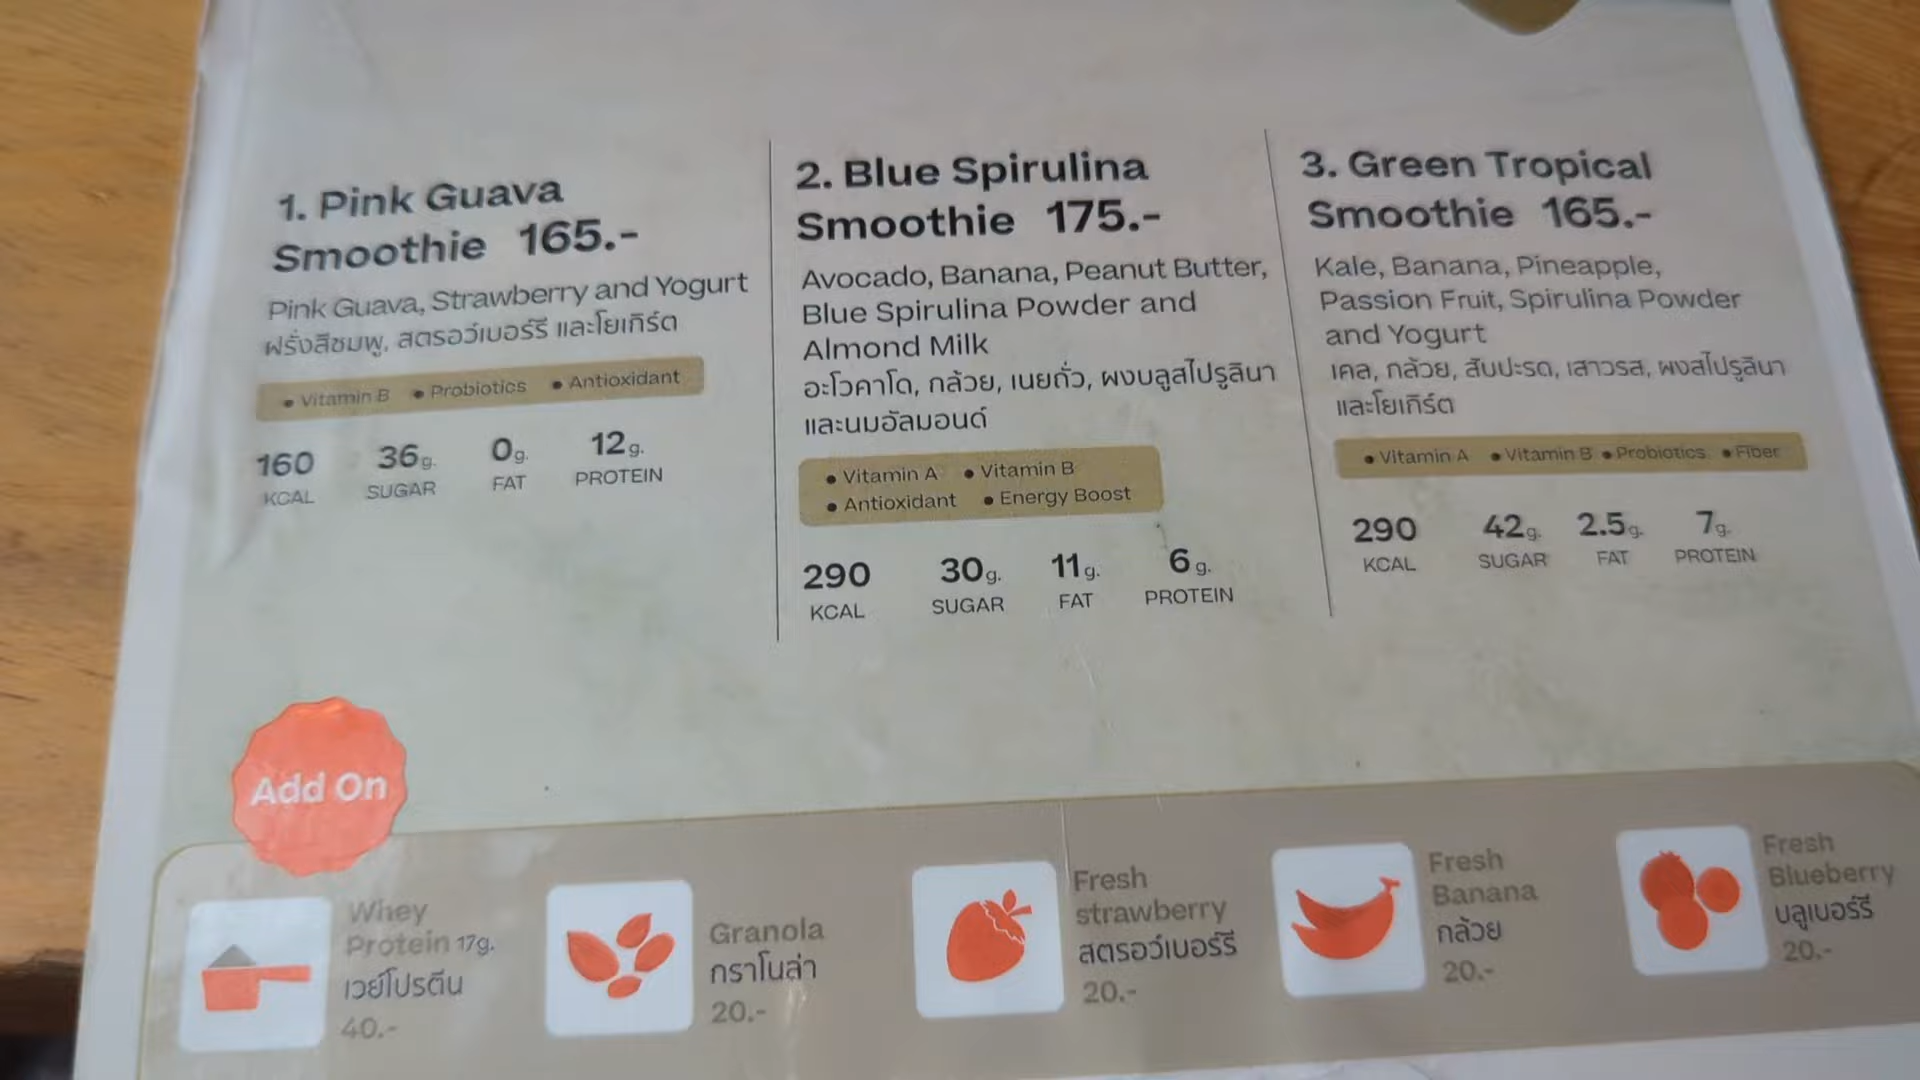 1. Pink Guava
Smoothie 165.-
Pink Guava, Strawberry and Yogurt
ฝรั่งสีชมพู, สตรอว์เบอร์รี และโยเกิร์ต
• Vitamin B • Probiotics • Antioxidant
160 36g. 0g. 12g.
KCAL SUGAR FAT PROTEIN
2. Blue Spirulina
Smoothie 175.-
Avocado, Banana, Peanut Butter,
Blue Spirulina Powder and
Almond Milk
อะโวคาโด, กล้วย, เนยถั่ว, ผงบลูสไปรูลินา
และนมอัลมอนด์
• Vitamin A • Vitamin B
• Antioxidant • Energy Boost
290 30g. 11g. 6g.
KCAL SUGAR FAT PROTEIN
3. Green Tropical
Smoothie 165.-
Kale, Banana, Pineapple,
Passion Fruit, Spirulina Powder
and Yogurt
เคล, กล้วย, สับปะรด, เสาวรส, ผงสไปรูลินา
และโยเกิร์ต
• Vitamin A • Vitamin B • Probiotics • Fiber
290 42g. 2.5g. 7g.
KCAL SUGAR FAT PROTEIN
Add On
Whey
Protein 17g.
เวย์โปรตีน
40.-
Granola
กราโนล่า
20.-
Fresh
strawberry
สตรอว์เบอร์รี
20.-
Fresh
Banana
กล้วย
20.-
Fresh
Blueberry
บลูเบอร์รี
20.-